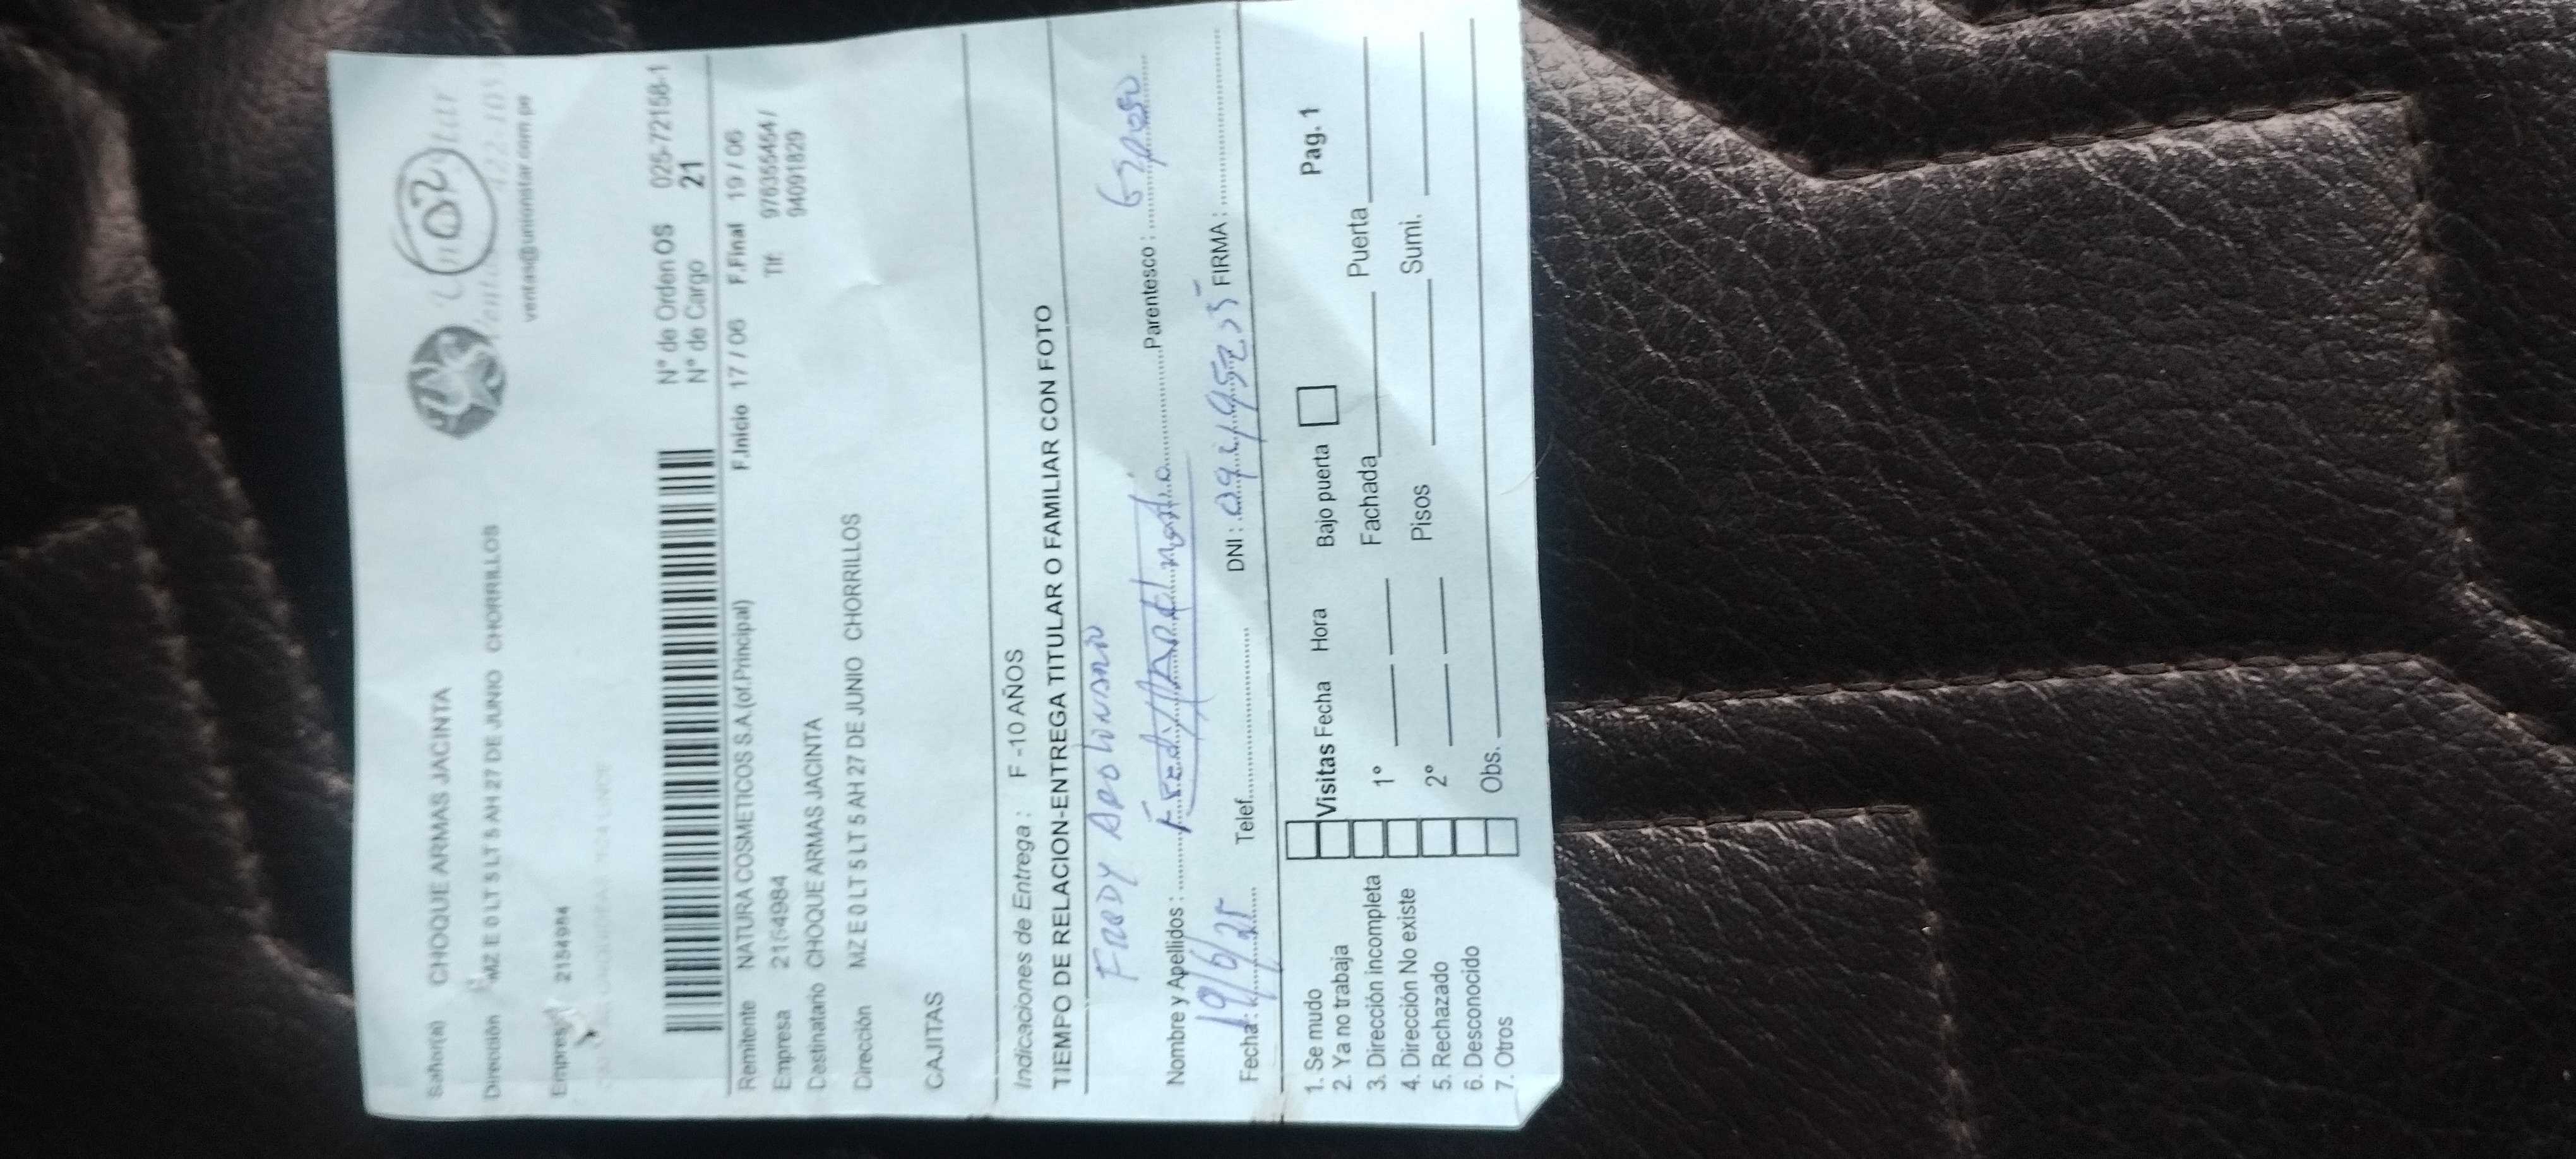 Señor(a) CHOQUE ARMAS JACINTA
Dirección MZ E 0 LT 5 LT 5 AH 27 DE JUNIO CHORRILLOS
ventas@unionstar.com.pe
Empresa 2154984
N° de Orden OS 025-72158-1
N° de Cargo 21
Remitente NATURA COSMETICOS S.A.(of.Principal) F.Inicio 17 / 06 F.Final 19 / 06
Empresa 2154984 Tlf 976355454 /
940091829
Destinatario CHOQUE ARMAS JACINTA
Dirección MZ E 0 LT 5 LT 5 AH 27 DE JUNIO CHORRILLOS
CAJITAS
Indicaciones de Entrega : F -10 AÑOS
TIEMPO DE RELACION-ENTREGA TITULAR O FAMILIAR CON FOTO
FREDY APOLINARIO
Nombre y Apellidos : Parentesco : Esposo
Fecha: 19/6/25 Telef. DNI : FIRMA :
1. Se mudo
2. Ya no trabaja
3. Dirección incompleta
4. Dirección No existe
5. Rechazado
6. Desconocido
7. Otros
Visitas Fecha Hora Bajo puerta Pag. 1
1° Fachada Puerta
2° Pisos Sumi.
Obs.